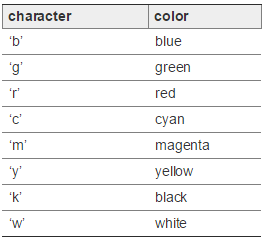 character color
‘b’ blue
‘g’ green
‘r’ red
‘c’ cyan
‘m’ magenta
‘y’ yellow
‘k’ black
‘w’ white